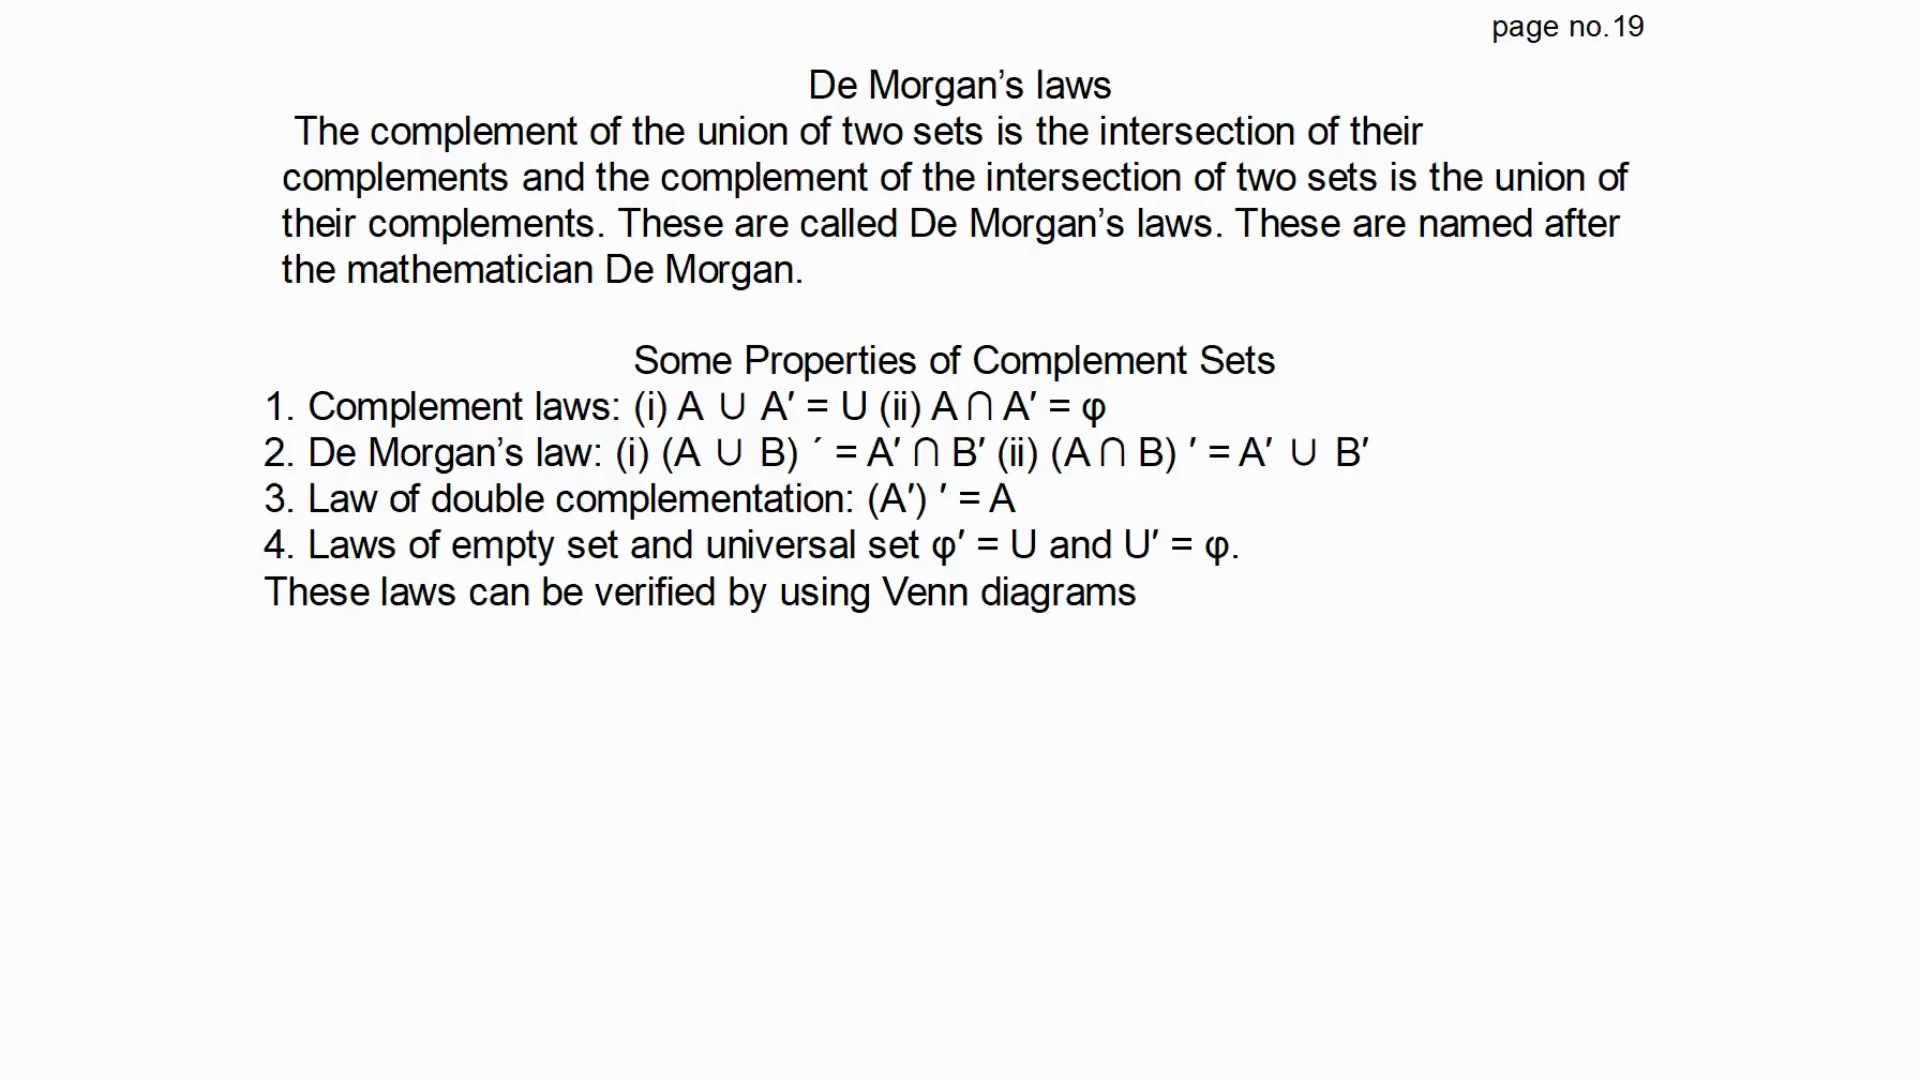 page no.19
De Morgan’s laws
The complement of the union of two sets is the intersection of their
complements and the complement of the intersection of two sets is the union of
their complements. These are called De Morgan’s laws. These are named after
the mathematician De Morgan.
Some Properties of Complement Sets
1. Complement laws: (i) A ∪ A′ = U (ii) A ∩ A′ = φ
2. De Morgan’s law: (i) (A ∪ B) ´ = A′ ∩ B′ (ii) (A ∩ B) ′ = A′ ∪ B′
3. Law of double complementation: (A′) ′ = A
4. Laws of empty set and universal set φ′ = U and U′ = φ.
These laws can be verified by using Venn diagrams